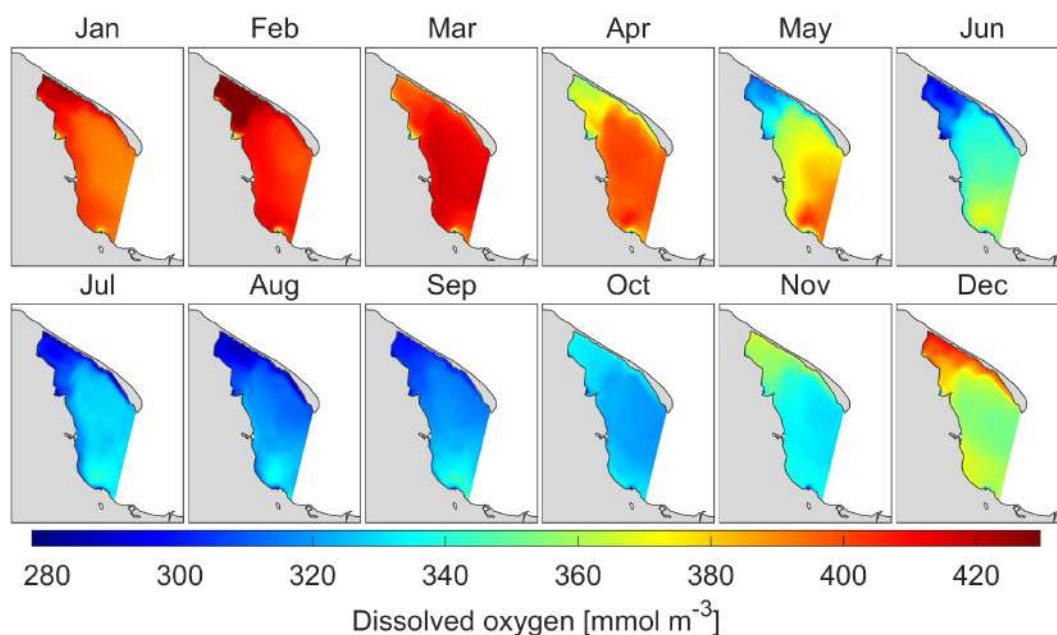 Jan Feb Mar Apr May Jun
Jul Aug Sep Oct Nov Dec
280 300 320 340 360 380 400 420
Dissolved oxygen [mmol m⁻³]